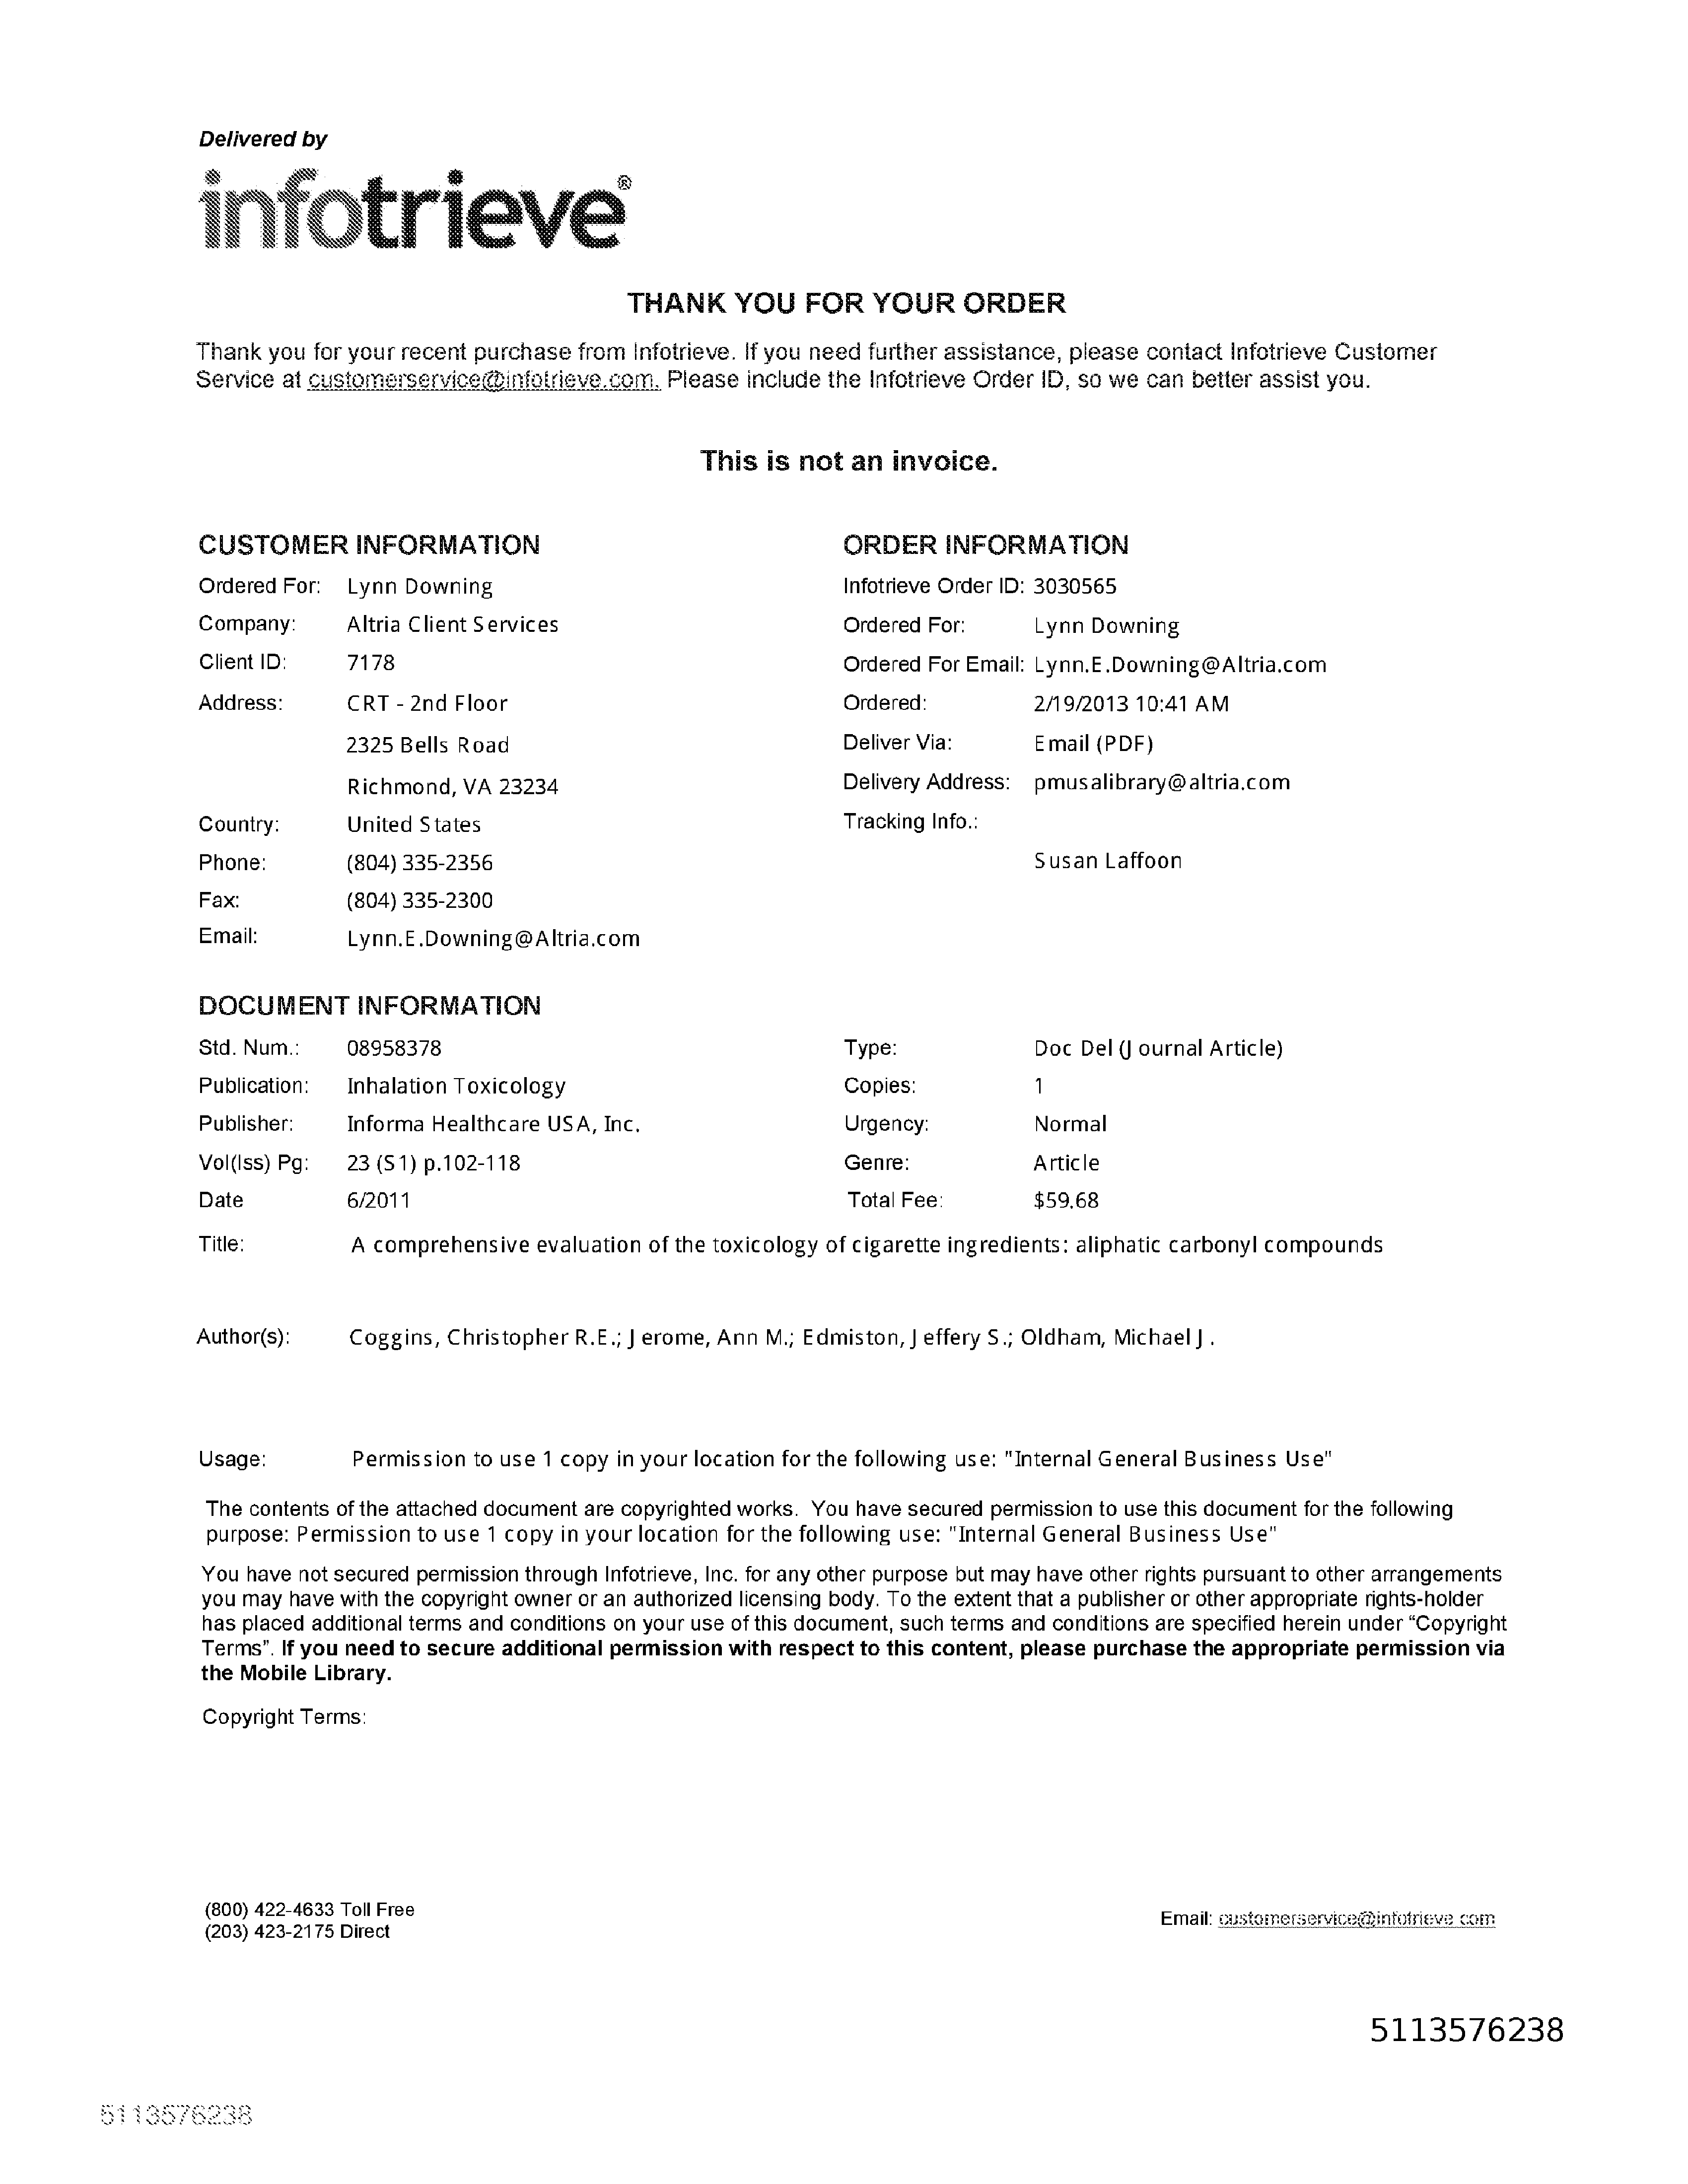 Delivered by
infotrieve®
THANK YOU FOR YOUR ORDER
Thank you for your recent purchase from Infotrieve. If you need further assistance, please contact Infotrieve Customer
Service at customerservice@infotrieve.com. Please include the Infotrieve Order ID, so we can better assist you.
This is not an invoice.
CUSTOMER INFORMATION
Ordered For: Lynn Downing
Company: Altria Client Services
Client ID: 7178
Address: CRT - 2nd Floor
2325 Bells Road
Richmond, VA 23234
Country: United States
Phone: (804) 335-2356
Fax: (804) 335-2300
Email: Lynn.E.Downing@Altria.com
ORDER INFORMATION
Infotrieve Order ID: 3030565
Ordered For: Lynn Downing
Ordered For Email: Lynn.E.Downing@Altria.com
Ordered: 2/19/2013 10:41 AM
Deliver Via: Email (PDF)
Delivery Address: pmusalibrary@altria.com
Tracking Info.:
Susan Laffoon
DOCUMENT INFORMATION
Std. Num.: 08958378
Publication: Inhalation Toxicology
Publisher: Informa Healthcare USA, Inc.
Vol(Iss) Pg: 23 (S1) p.102-118
Date 6/2011
Type: Doc Del (Journal Article)
Copies: 1
Urgency: Normal
Genre: Article
Total Fee: $59.68
Title: A comprehensive evaluation of the toxicology of cigarette ingredients: aliphatic carbonyl compounds
Author(s): Coggins, Christopher R.E.; Jerome, Ann M.; Edmiston, Jeffery S.; Oldham, Michael J.
Usage: Permission to use 1 copy in your location for the following use: "Internal General Business Use"
The contents of the attached document are copyrighted works. You have secured permission to use this document for the following
purpose: Permission to use 1 copy in your location for the following use: "Internal General Business Use"
You have not secured permission through Infotrieve, Inc. for any other purpose but may have other rights pursuant to other arrangements
you may have with the copyright owner or an authorized licensing body. To the extent that a publisher or other appropriate rights-holder
has placed additional terms and conditions on your use of this document, such terms and conditions are specified herein under “Copyright
Terms”. If you need to secure additional permission with respect to this content, please purchase the appropriate permission via
the Mobile Library.
Copyright Terms:
(800) 422-4633 Toll Free
(203) 423-2175 Direct
Email: customerservice@infotrieve.com
5113576238
5113576238